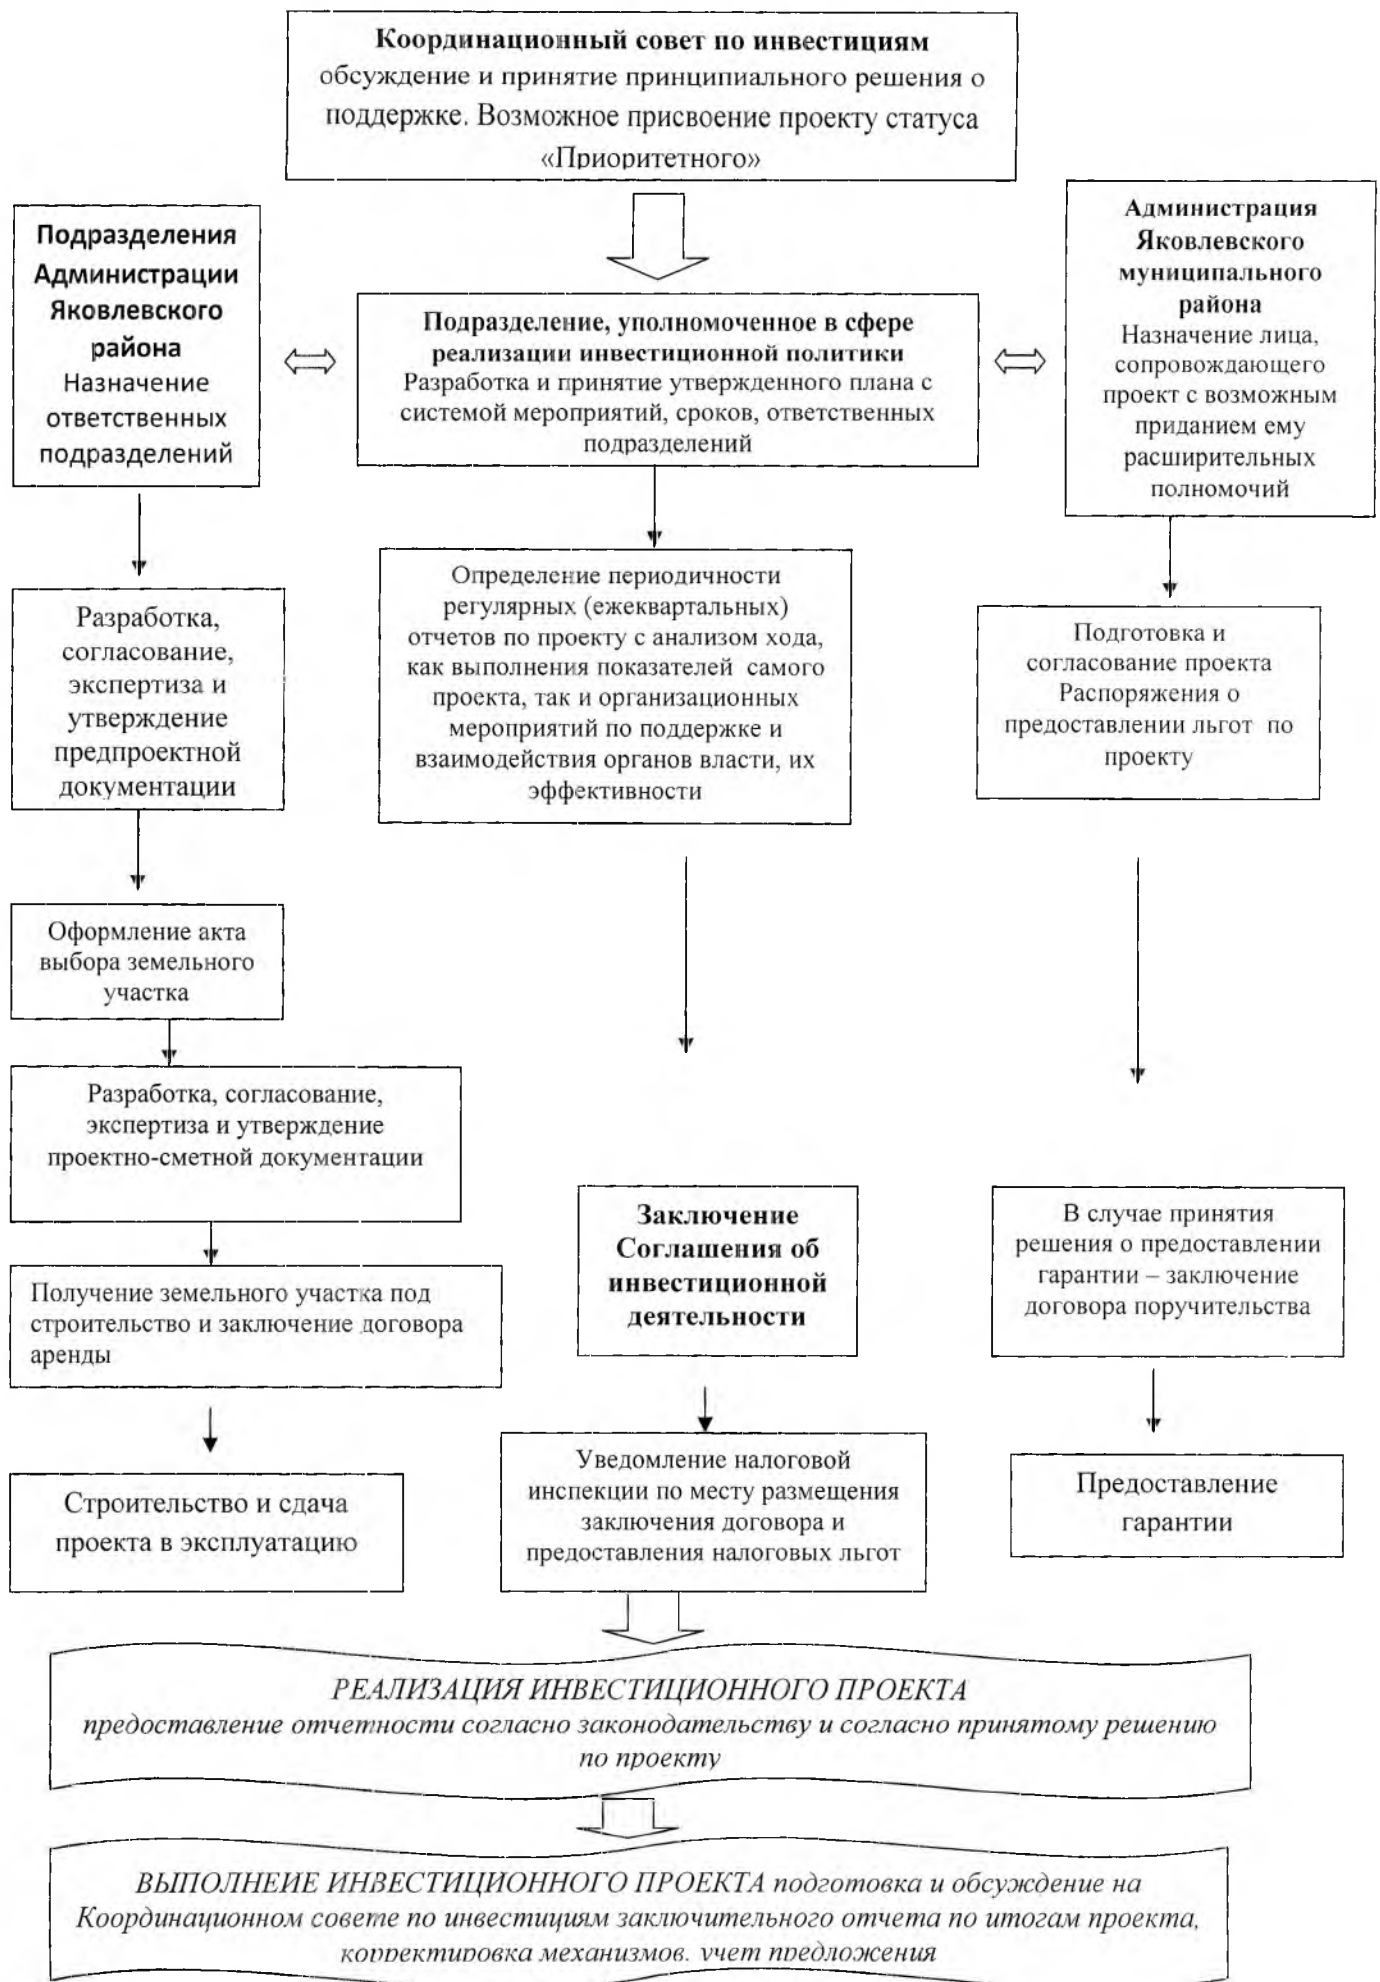 Координационный совет по инвестициям
обсуждение и принятие принципиального решения о
поддержке. Возможное присвоение проекту статуса
«Приоритетного»
Подразделения
Администрации
Яковлевского
района
Назначение
ответственных
подразделений
Подразделение, уполномоченное в сфере
реализации инвестиционной политики
Разработка и принятие утвержденного плана с
системой мероприятий, сроков, ответственных
подразделений
Администрация
Яковлевского
муниципального
района
Назначение лица,
сопровождающего
проект с возможным
приданием ему
расширительных
полномочий
Разработка,
согласование,
экспертиза и
утверждение
предпроектной
документации
Определение периодичности
регулярных (ежеквартальных)
отчетов по проекту с анализом хода,
как выполнения показателей самого
проекта, так и организационных
мероприятий по поддержке и
взаимодействия органов власти, их
эффективности
Подготовка и
согласование проекта
Распоряжения о
предоставлении льгот по
проекту
Оформление акта
выбора земельного
участка
Разработка, согласование,
экспертиза и утверждение
проектно-сметной документации
Получение земельного участка под
строительство и заключение договора
аренды
Строительство и сдача
проекта в эксплуатацию
Заключение
Соглашения об
инвестиционной
деятельности
Уведомление налоговой
инспекции по месту размещения
заключения договора и
предоставления налоговых льгот
В случае принятия
решения о предоставлении
гарантии – заключение
договора поручительства
Предоставление
гарантии
РЕАЛИЗАЦИЯ ИНВЕСТИЦИОННОГО ПРОЕКТА
предоставление отчетности согласно законодательству и согласно принятому решению
по проекту
ВЫПОЛНЕИЕ ИНВЕСТИЦИОННОГО ПРОЕКТА подготовка и обсуждение на
Координационном совете по инвестициям заключительного отчета по итогам проекта,
корректировка механизмов, учет предложения